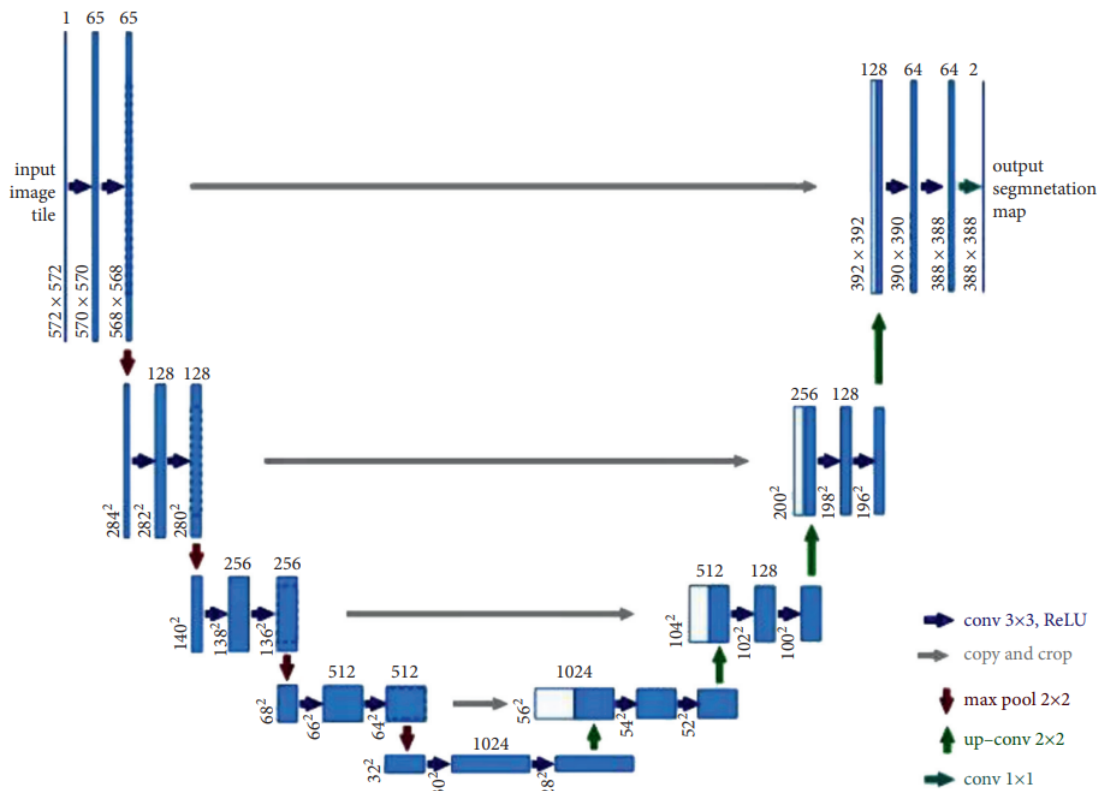 1 65 65
input
image
tile
572 × 572
570 × 570
568 × 568
128 64 64 2
output
segmnetation
map
392 × 392
390 × 390
388 × 388
388 × 388
128 128
284²
282²
280²
256 128
200²
198²
196²
256 256
140²
138²
136²
512 128
104²
102²
100²
512 512
68²
66²
64²
1024
56²
54²
52²
1024
32²
conv 3×3, ReLU
copy and crop
max pool 2×2
up–conv 2×2
conv 1×1